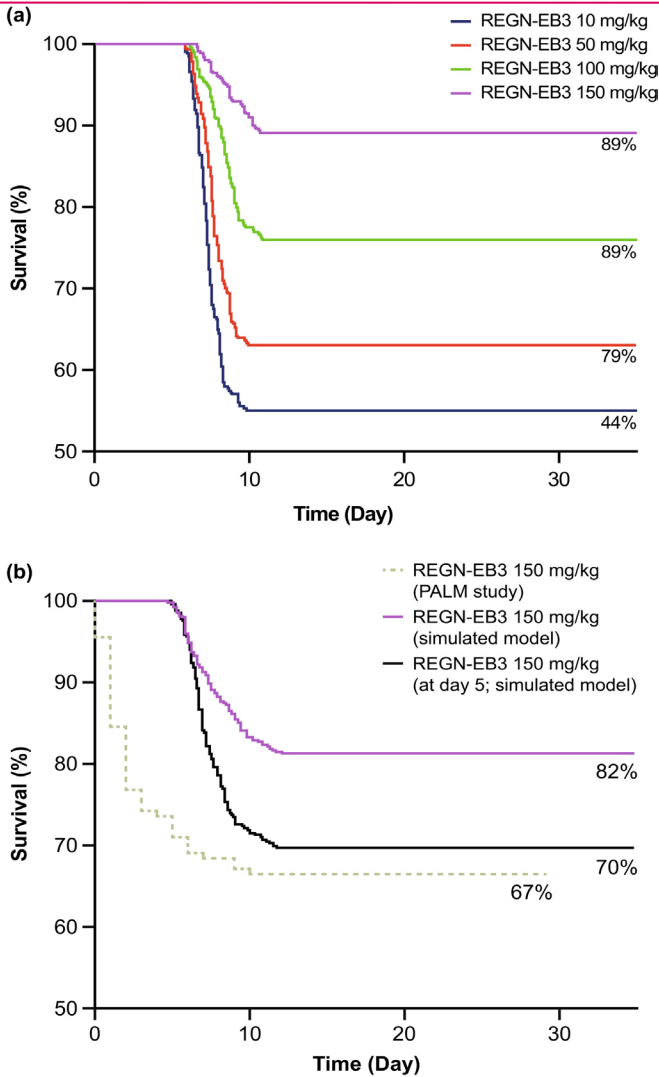 (a)
REGN-EB3 10 mg/kg
REGN-EB3 50 mg/kg
REGN-EB3 100 mg/kg
REGN-EB3 150 mg/kg
100
90
80
70
60
50
89%
89%
79%
44%
0
10
20
30
Survival (%)
Time (Day)
(b)
REGN-EB3 150 mg/kg
(PALM study)
REGN-EB3 150 mg/kg
(simulated model)
REGN-EB3 150 mg/kg
(at day 5; simulated model)
100
90
80
70
60
50
82%
70%
67%
0
10
20
30
Survival (%)
Time (Day)